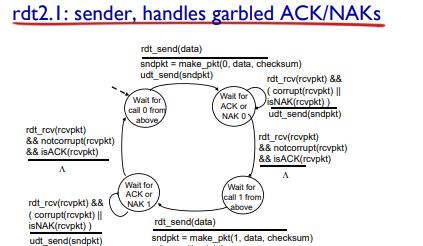 rdt2.1: sender, handles garbled ACK/NAKs
rdt_send(data)
sndpkt = make_pkt(0, data, checksum)
udt_send(sndpkt)
Wait for
call 0 from
above
Wait for
ACK or
NAK 0
rdt_rcv(rcvpkt) &&
( corrupt(rcvpkt) ||
isNAK(rcvpkt) )
udt_send(sndpkt)
rdt_rcv(rcvpkt)
&& notcorrupt(rcvpkt)
&& isACK(rcvpkt)
Λ
rdt_rcv(rcvpkt)
&& notcorrupt(rcvpkt)
&& isACK(rcvpkt)
Λ
Wait for
ACK or
NAK 1
Wait for
call 1 from
above
rdt_rcv(rcvpkt) &&
( corrupt(rcvpkt) ||
isNAK(rcvpkt) )
udt_send(sndpkt)
rdt_send(data)
sndpkt = make_pkt(1, data, checksum)